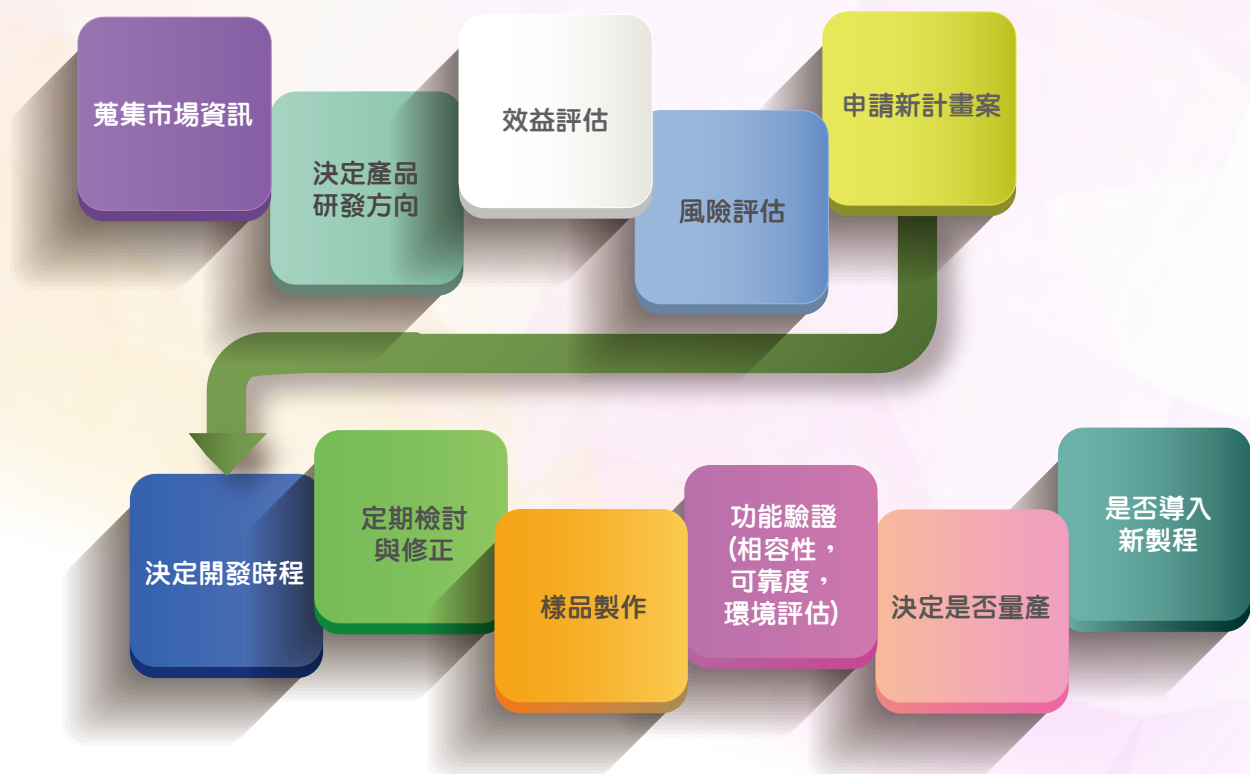 蒐集市場資訊
決定產品
研發方向
效益評估
風險評估
申請新計畫案
決定開發時程
定期檢討
與修正
樣品製作
功能驗證
(相容性，
可靠度，
環境評估)
決定是否量產
是否導入
新製程